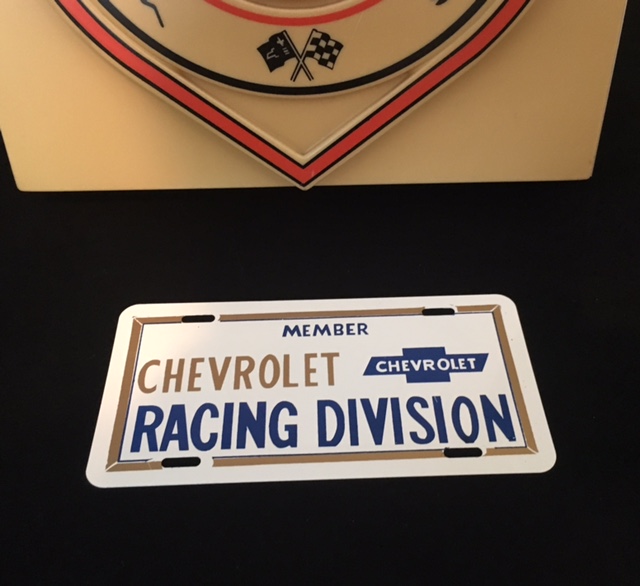 MEMBER
CHEVROLET CHEVROLET
RACING DIVISION